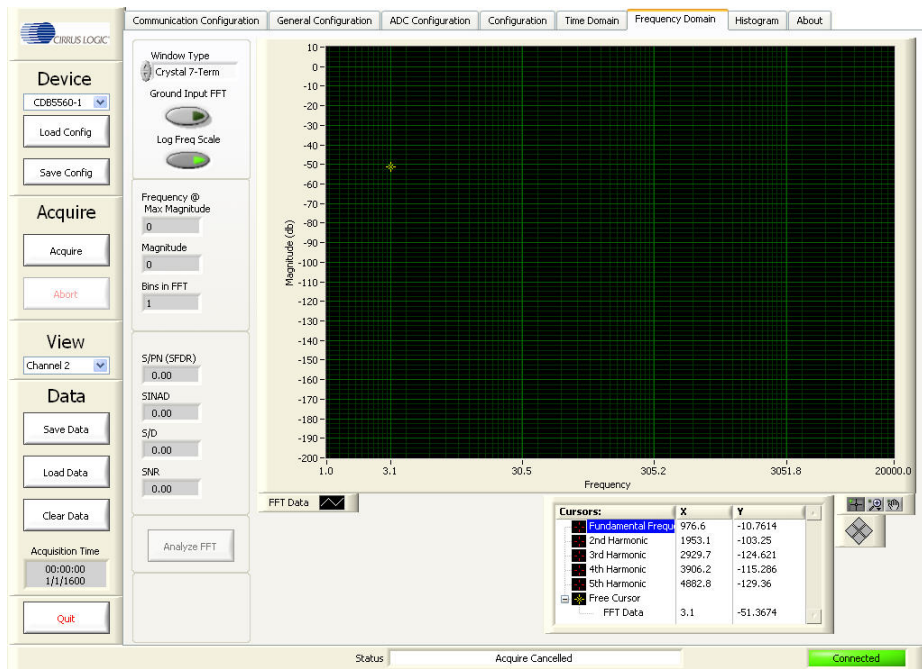 CIRRUS LOGIC
Communication Configuration
General Configuration
ADC Configuration
Configuration
Time Domain
Frequency Domain
Histogram
About
Device
CDB5560-1
Load Config
Save Config
Acquire
Acquire
Abort
View
Channel 2
Data
Save Data
Load Data
Clear Data
Acquisition Time
00:00:00
1/1/1600
Quit
Window Type
Crystal 7-Term
Ground Input FFT
Log Freq Scale
Frequency @
Max Magnitude
0
Magnitude
0
Bins in FFT
1
S/PN (SFDR)
0.00
SINAD
0.00
S/D
0.00
SNR
0.00
Analyze FFT
Magnitude (db)
10
0
-10
-20
-30
-40
-50
-60
-70
-80
-90
-100
-110
-120
-130
-140
-150
-160
-170
-180
-190
-200
1.0 3.1 30.5 305.2 3051.8 20000.0
Frequency
FFT Data
Cursors: X Y
Fundamental Frequ 976.6 -10.7614
2nd Harmonic 1953.1 -103.25
3rd Harmonic 2929.7 -124.621
4th Harmonic 3906.2 -115.286
5th Harmonic 4882.8 -129.36
Free Cursor
FFT Data 3.1 -51.3674
Status Acquire Cancelled Connected